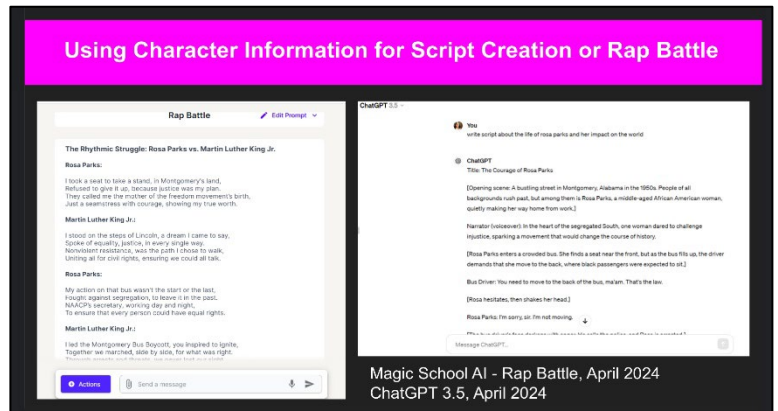 Using Character Information for Script Creation or Rap Battle
Rap Battle
Edit Prompt
The Rhythmic Struggle: Rosa Parks vs. Martin Luther King Jr.
Rosa Parks:
I took a seat to take a stand, in Montgomery's land,
Refused to give it up, because justice was my plan.
They called me the mother of the freedom movement's birth,
Just a seamstress with courage, showing my true worth.
Martin Luther King Jr.:
I stood on the steps of Lincoln, a dream I came to say,
Spoke of equality, justice, in every single way.
Nonviolent resistance, was the path I chose to walk,
Uniting all for civil rights, ensuring we could all talk.
Rosa Parks:
My action on that bus wasn't the start or the last,
Fought against segregation, to leave it in the past.
NAACP's secretary, working day and night,
To ensure that every person could have equal rights.
Martin Luther King Jr.:
I led the Montgomery Bus Boycott, you inspired to ignite,
Together we marched, side by side, for what was right.
Actions
Send a message
ChatGPT 3.5
You
write script about the life of rosa parks and her impact on the world
ChatGPT
Title: The Courage of Rosa Parks
[Opening scene: A bustling street in Montgomery, Alabama in the 1950s. People of all
backgrounds rush past, but among them is Rosa Parks, a middle-aged African American woman,
quietly making her way home from work.]
Narrator (voiceover): In the heart of the segregated South, one woman dared to challenge
injustice, sparking a movement that would change the course of history.
[Rosa Parks enters a crowded bus. She finds a seat near the front, but as the bus fills up, the driver
demands that she move to the back, where black passengers were expected to sit.]
Bus Driver: You need to move to the back of the bus, ma'am. That's the law.
[Rosa hesitates, then shakes her head.]
Rosa Parks: I'm sorry, sir. I'm not moving.
Message ChatGPT...
Magic School AI - Rap Battle, April 2024
ChatGPT 3.5, April 2024